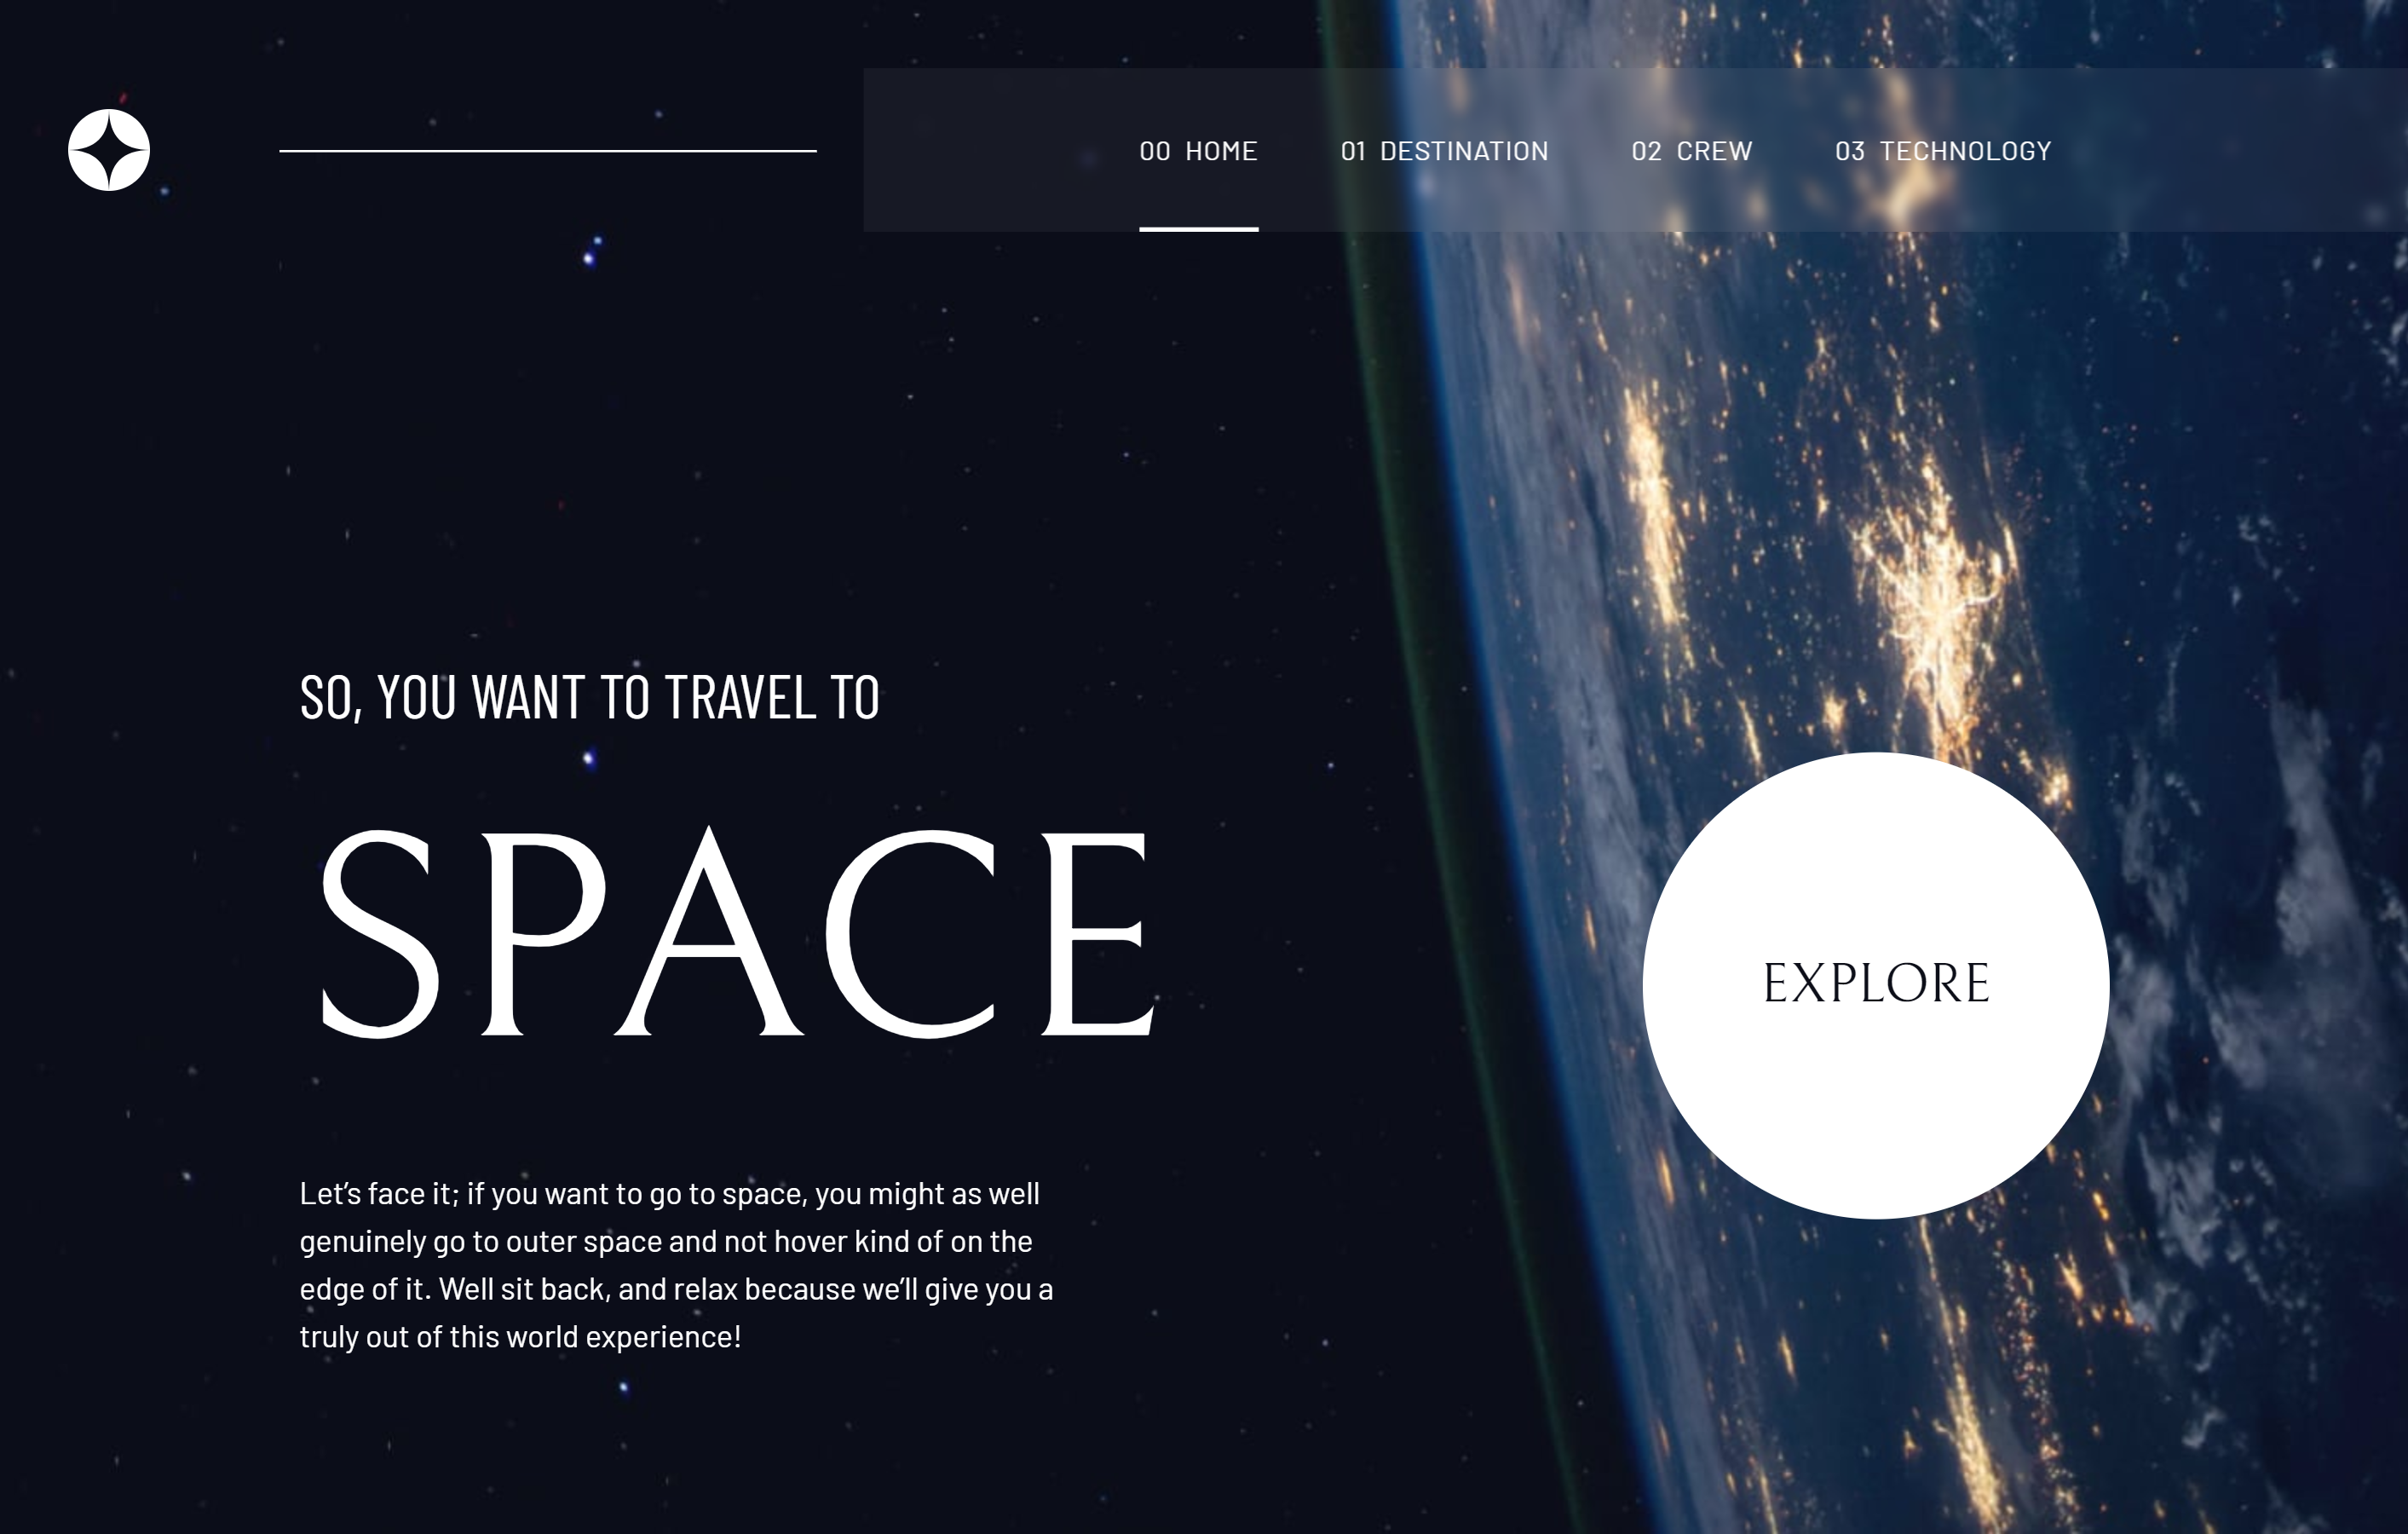 00 HOME 01 DESTINATION 02 CREW 03 TECHNOLOGY
SO, YOU WANT TO TRAVEL TO
SPACE
Let’s face it; if you want to go to space, you might as well
genuinely go to outer space and not hover kind of on the
edge of it. Well sit back, and relax because we’ll give you a
truly out of this world experience!
EXPLORE